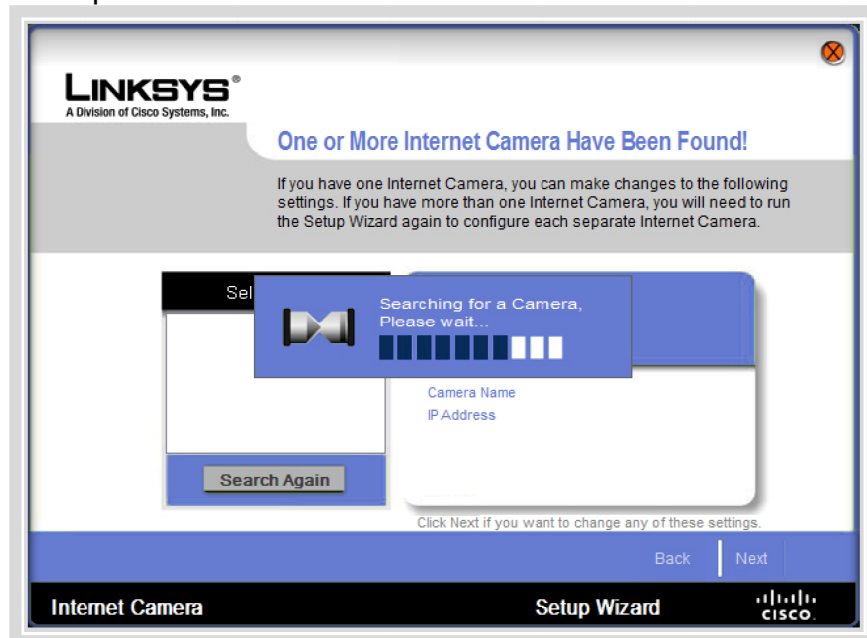 LINKSYS®
A Division of Cisco Systems, Inc.
One or More Internet Camera Have Been Found!
If you have one Internet Camera, you can make changes to the following
settings. If you have more than one Internet Camera, you will need to run
the Setup Wizard again to configure each separate Internet Camera.
Sel
Searching for a Camera,
Please wait...
Camera Name
IP Address
Search Again
Click Next if you want to change any of these settings.
Back
Next
Internet Camera
Setup Wizard
CISCO.